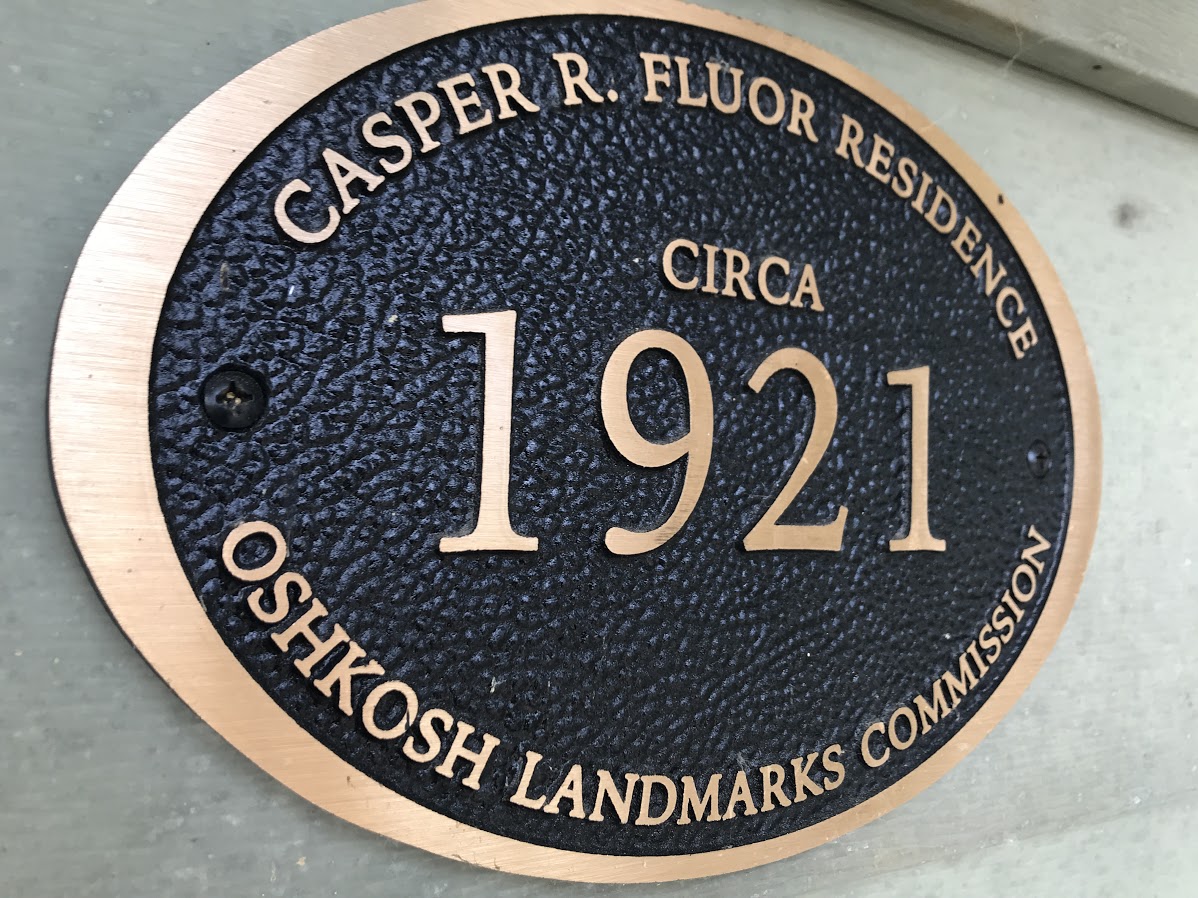 CASPER R. FLUOR RESIDENCE
CIRCA
1921
OSHKOSH LANDMARKS COMMISSION